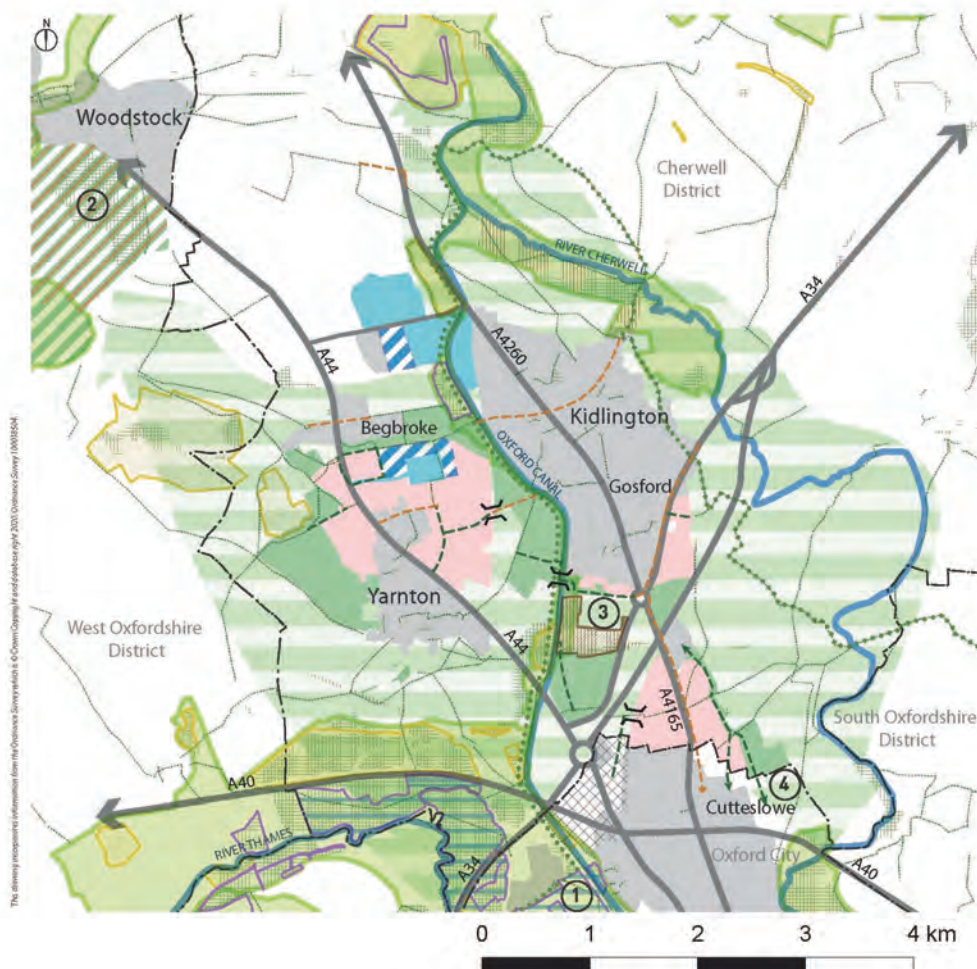 N
Woodstock
2
Cherwell
District
RIVER CHERWELL
A34
A44
A4260
Kidlington
Begbroke
OXFORD CANAL
Gosford
3
Yarnton
West Oxfordshire
District
A44
A4165
South Oxfordshire
District
4
A40
Cutteslowe
RIVER THAMES
Oxford City
A34
A40
1
0 1 2 3 4 km